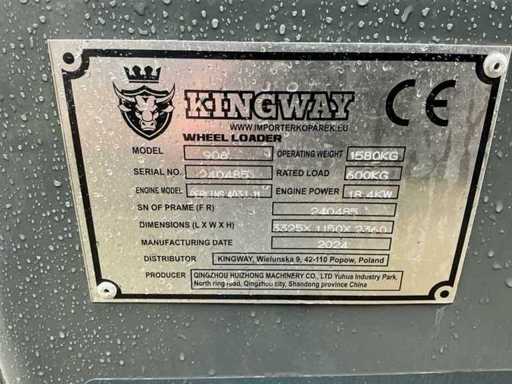 KINGWAY CE
WWW.IMPORTERKOPAREK.EU
WHEEL LOADER
MODEL 908 OPERATING WEIGHT 1580KG
SERIAL NO. 240485 RATED LOAD 600KG
ENGINE MODEL ENGINE POWER 18.4KW
SN OF FRAME (F R) 240485
DIMENSIONS (L X W X H) 3325X 1150X 2360
MANUFACTURING DATE 2024
DISTRIBUTOR KINGWAY, Wielunska 9, 42-110 Popow, Poland
PRODUCER QINGZHOU HUIZHONG MACHINERY CO., LTD Yuhua Industry Park,
North ring road, Qingzhou city, Shandong province China